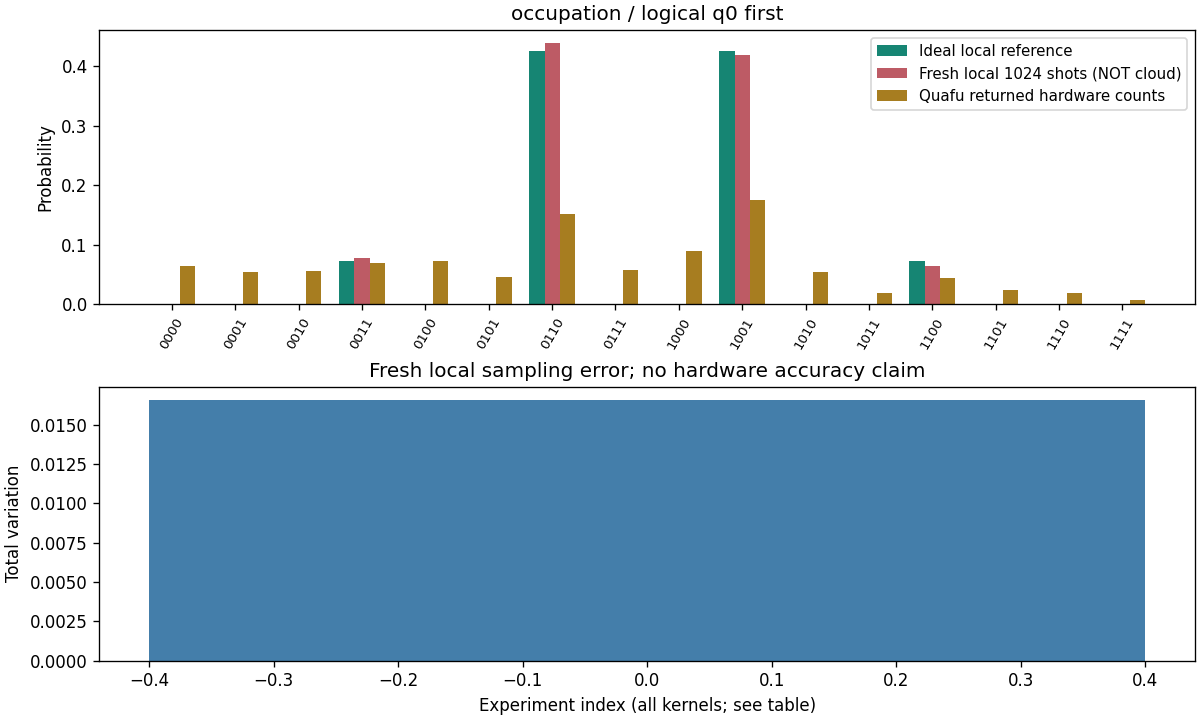 occupation / logical q0 first
Probability
0.4
0.3
0.2
0.1
0.0
Ideal local reference
Fresh local 1024 shots (NOT cloud)
Quafu returned hardware counts
0000 0001 0010 0011 0100 0101 0110 0111 1000 1001 1010 1011 1100 1101 1110 1111
Fresh local sampling error; no hardware accuracy claim
Total variation
0.0150
0.0125
0.0100
0.0075
0.0050
0.0025
0.0000
−0.4 −0.3 −0.2 −0.1 0.0 0.1 0.2 0.3 0.4
Experiment index (all kernels; see table)